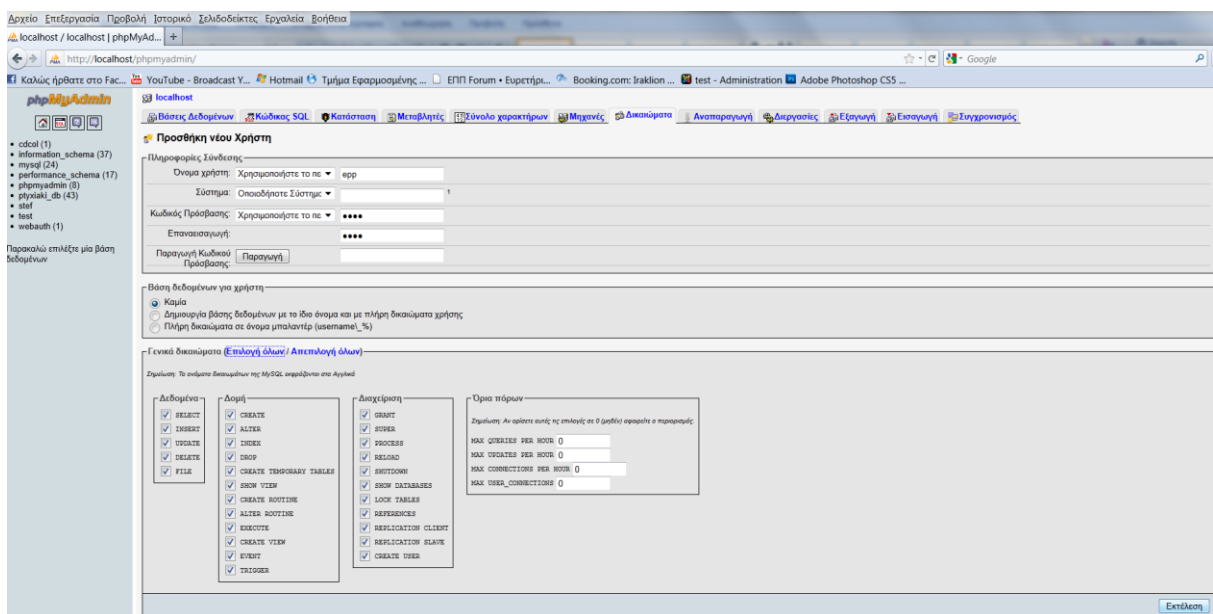 Αρχείο Επεξεργασία Προβολή Ιστορικό Σελιδοδείκτες Εργαλεία Βοήθεια
localhost / localhost | phpMyAd... +
http://localhost/phpmyadmin/
Google
Καλώς ήρθατε στο Fac... YouTube - Broadcast Y... Hotmail Τμήμα Εφαρμοσμένης ... ΕΠΠ Forum • Ευρετήρι... Booking.com: Iraklion ... test - Administration Adobe Photoshop CS5 ...
phpMyAdmin
cdcol (1)
information_schema (37)
mysql (24)
performance_schema (17)
phpmyadmin (8)
ptyxiaki_db (43)
stef
test
webauth (1)
Παρακαλώ επιλέξτε μία βάση
δεδομένων
localhost
Βάσεις Δεδομένων Κώδικας SQL Κατάσταση Μεταβλητές Σύνολο χαρακτήρων Μηχανές Δικαιώματα Αναπαραγωγή Διεργασίες Εξαγωγή Εισαγωγή Συγχρονισμός
Προσθήκη νέου Χρήστη
Πληροφορίες Σύνδεσης
Όνομα χρήστη: Χρησιμοποιήστε το πε epp
Σύστημα: Οποιοδήποτε Σύστημα 1
Κωδικός Πρόσβασης: Χρησιμοποιήστε το πε ••••
Επαναεισαγωγή: ••••
Παραγωγή Κωδικού
Πρόσβασης: Παραγωγή
Βάση δεδομένων για χρήστη
Καμία
Δημιουργία βάσης δεδομένων με το ίδιο όνομα και με πλήρη δικαιώματα χρήσης
Πλήρη δικαιώματα σε όνομα μπαλαντέρ (username\_%)
Γενικά δικαιώματα (Επιλογή όλων / Απεπιλογή όλων)
Σημείωση: Τα ονόματα δικαιωμάτων της MySQL εκφράζονται στα Αγγλικά
Δεδομένα
SELECT
INSERT
UPDATE
DELETE
FILE
Δομή
CREATE
ALTER
INDEX
DROP
CREATE TEMPORARY TABLES
SHOW VIEW
CREATE ROUTINE
ALTER ROUTINE
EXECUTE
CREATE VIEW
EVENT
TRIGGER
Διαχείριση
GRANT
SUPER
PROCESS
RELOAD
SHUTDOWN
SHOW DATABASES
LOCK TABLES
REFERENCES
REPLICATION CLIENT
REPLICATION SLAVE
CREATE USER
Όρια πόρων
Σημείωση: Αν ορίσετε αυτές τις επιλογές σε 0 (μηδέν) αφαιρείτε ο περιορισμός.
MAX QUERIES PER HOUR 0
MAX UPDATES PER HOUR 0
MAX CONNECTIONS PER HOUR 0
MAX USER_CONNECTIONS 0
Εκτέλεση